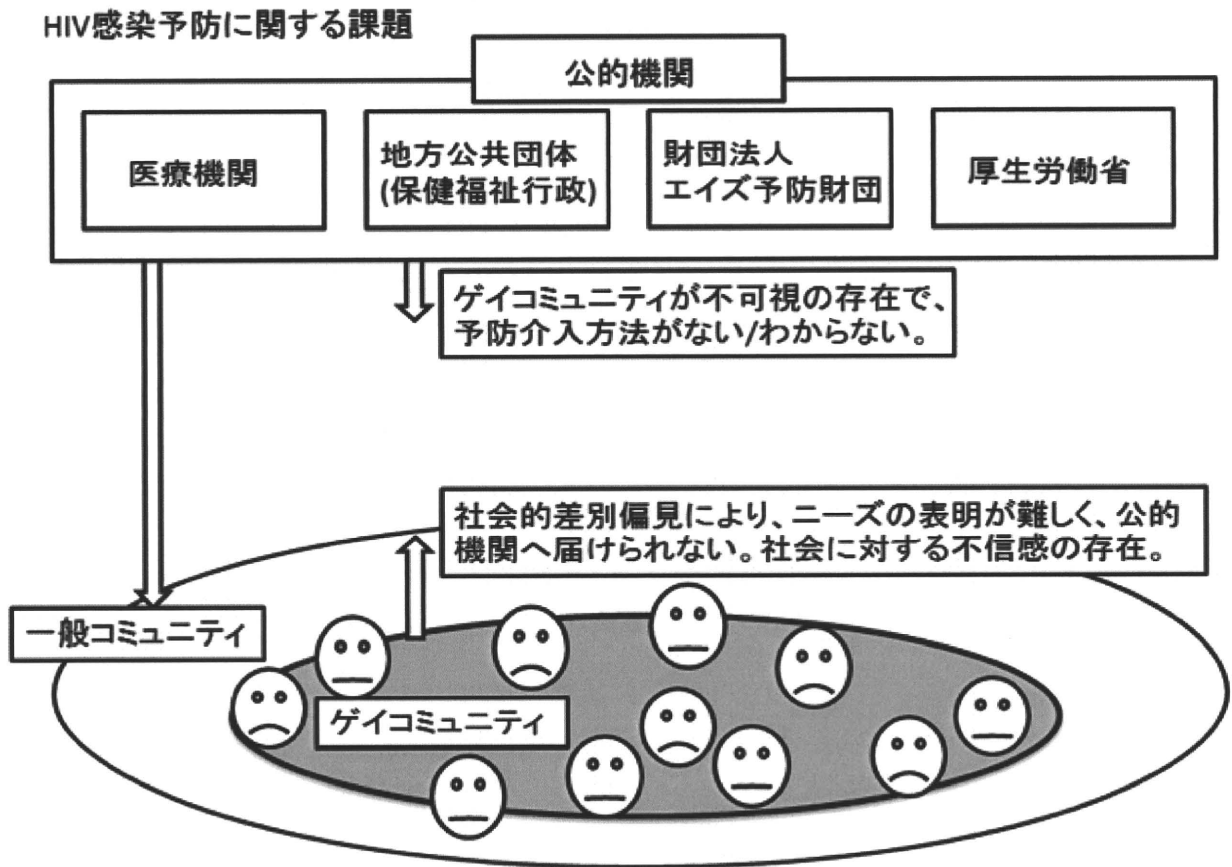 HIV感染予防に関する課題
公的機関
医療機関
地方公共団体
(保健福祉行政)
財団法人
エイズ予防財団
厚生労働省
ゲイコミュニティが不可視の存在で、
予防介入方法がない/わからない。
社会的差別偏見により、ニーズの表明が難しく、公的
機関へ届けられない。社会に対する不信感の存在。
一般コミュニティ
ゲイコミュニティ